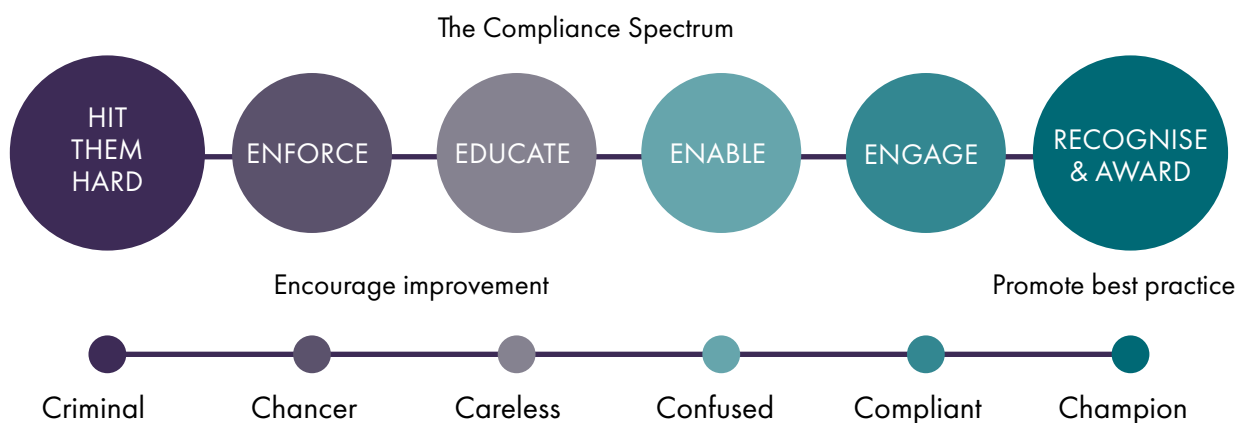 The Compliance Spectrum
HIT
THEM
HARD
ENFORCE
EDUCATE
ENABLE
ENGAGE
RECOGNISE
& AWARD
Encourage improvement
Promote best practice
Criminal
Chancer
Careless
Confused
Compliant
Champion